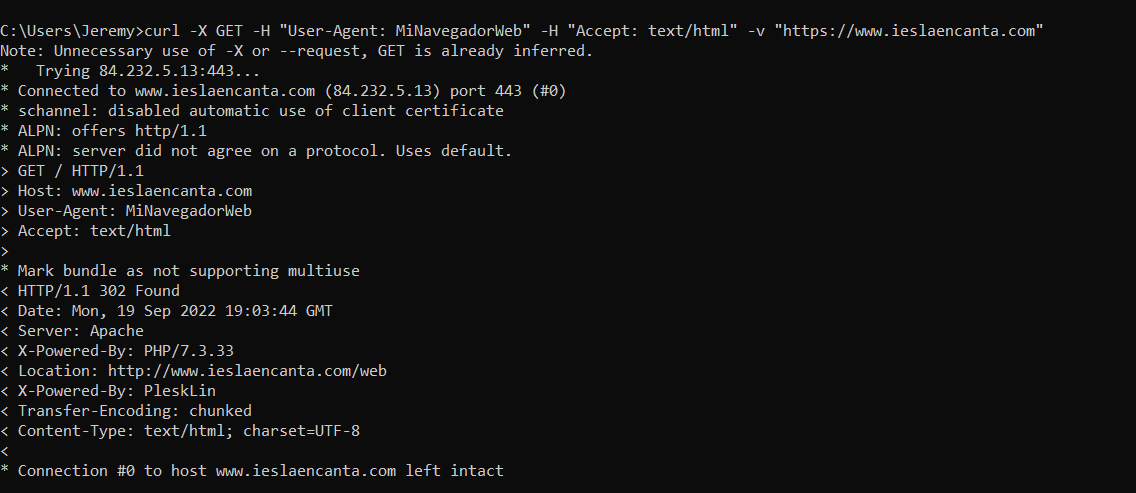 C:\Users\Jeremy>curl -X GET -H "User-Agent: MiNavegadorWeb" -H "Accept: text/html" -v "https://www.ieslaencanta.com"
Note: Unnecessary use of -X or --request, GET is already inferred.
*   Trying 84.232.5.13:443...
* Connected to www.ieslaencanta.com (84.232.5.13) port 443 (#0)
* schannel: disabled automatic use of client certificate
* ALPN: offers http/1.1
* ALPN: server did not agree on a protocol. Uses default.
> GET / HTTP/1.1
> Host: www.ieslaencanta.com
> User-Agent: MiNavegadorWeb
> Accept: text/html
>
* Mark bundle as not supporting multiuse
< HTTP/1.1 302 Found
< Date: Mon, 19 Sep 2022 19:03:44 GMT
< Server: Apache
< X-Powered-By: PHP/7.3.33
< Location: http://www.ieslaencanta.com/web
< X-Powered-By: PleskLin
< Transfer-Encoding: chunked
< Content-Type: text/html; charset=UTF-8
<
* Connection #0 to host www.ieslaencanta.com left intact